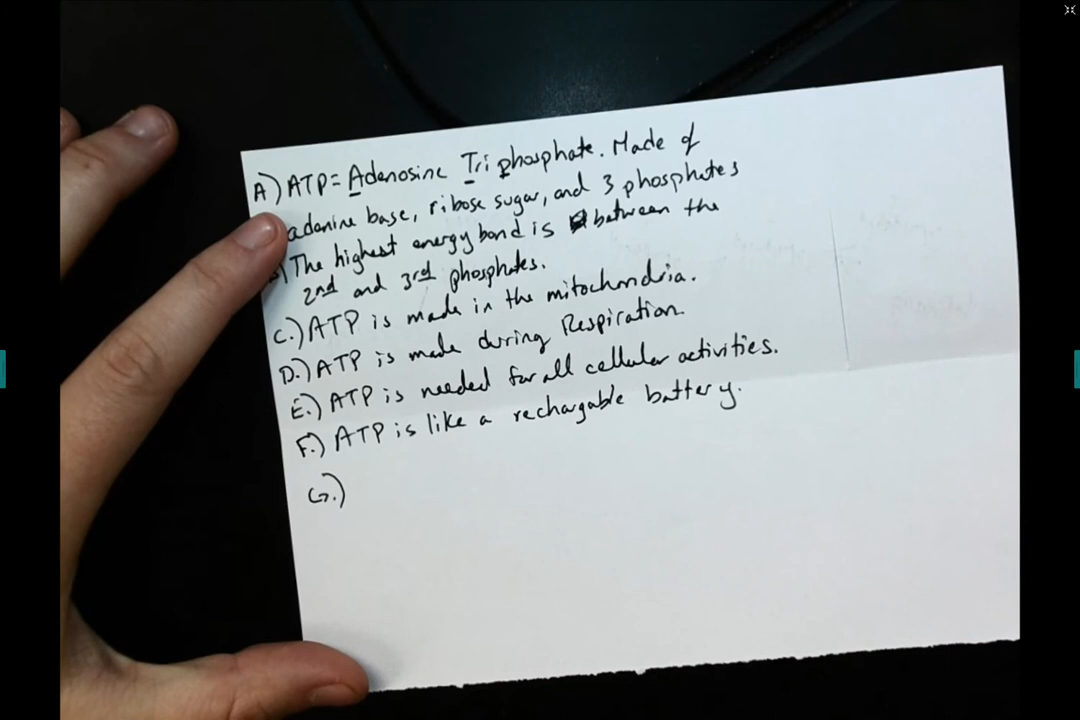 A) ATP = Adenosine Triphosphate. Made of
adenine base, ribose sugar, and 3 phosphates
B) The highest energy bond is between the
2nd and 3rd phosphates.
C.) ATP is made in the mitochondria.
D.) ATP is made during Respiration.
E.) ATP is needed for all cellular activities.
F.) ATP is like a rechargable battery.
G.)